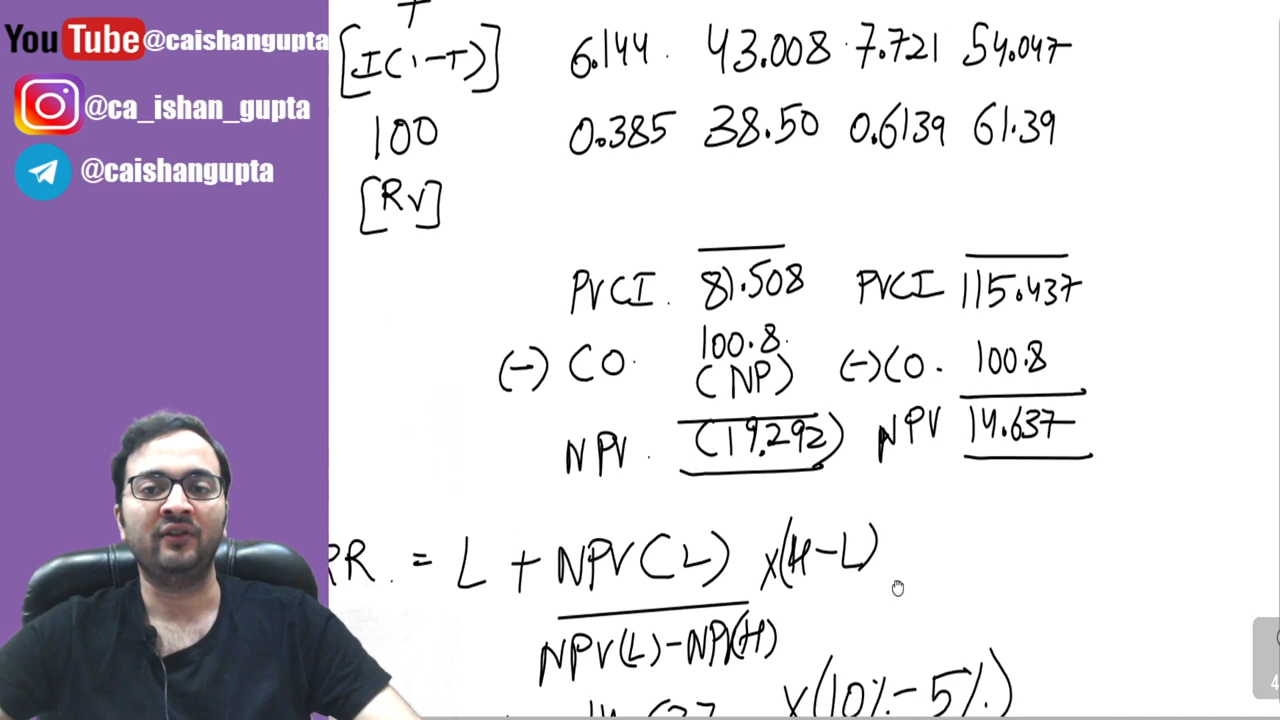 YouTube @caishangupta
@ca_ishan_gupta
@caishangupta
[I(1-T)] 6.144 43.008 7.721 54.047
100 0.385 38.50 0.6139 61.39
[RV]
PVCI 81.508 PVCI 115.437
(-) CO. 100.8 (NP) (-) CO. 100.8
NPV (19.292) NPV 14.637
RR = L + NPV(L) x(H-L)
NPV(L)-NPV(H)
x(10%-5%)